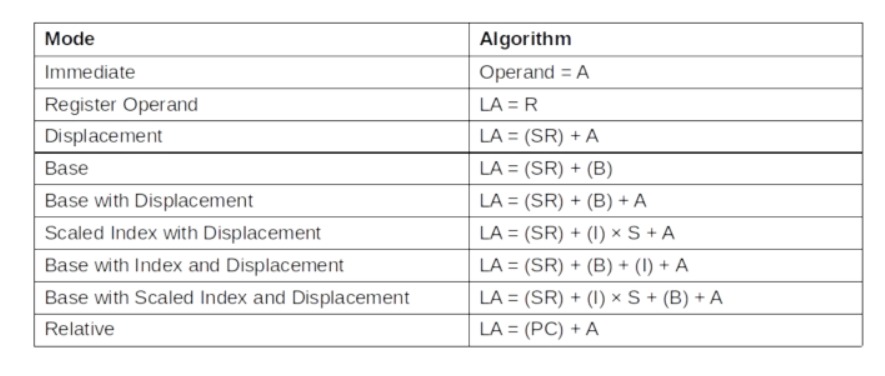 Mode Algorithm
Immediate Operand = A
Register Operand LA = R
Displacement LA = (SR) + A
Base LA = (SR) + (B)
Base with Displacement LA = (SR) + (B) + A
Scaled Index with Displacement LA = (SR) + (I) × S + A
Base with Index and Displacement LA = (SR) + (B) + (I) + A
Base with Scaled Index and Displacement LA = (SR) + (I) × S + (B) + A
Relative LA = (PC) + A